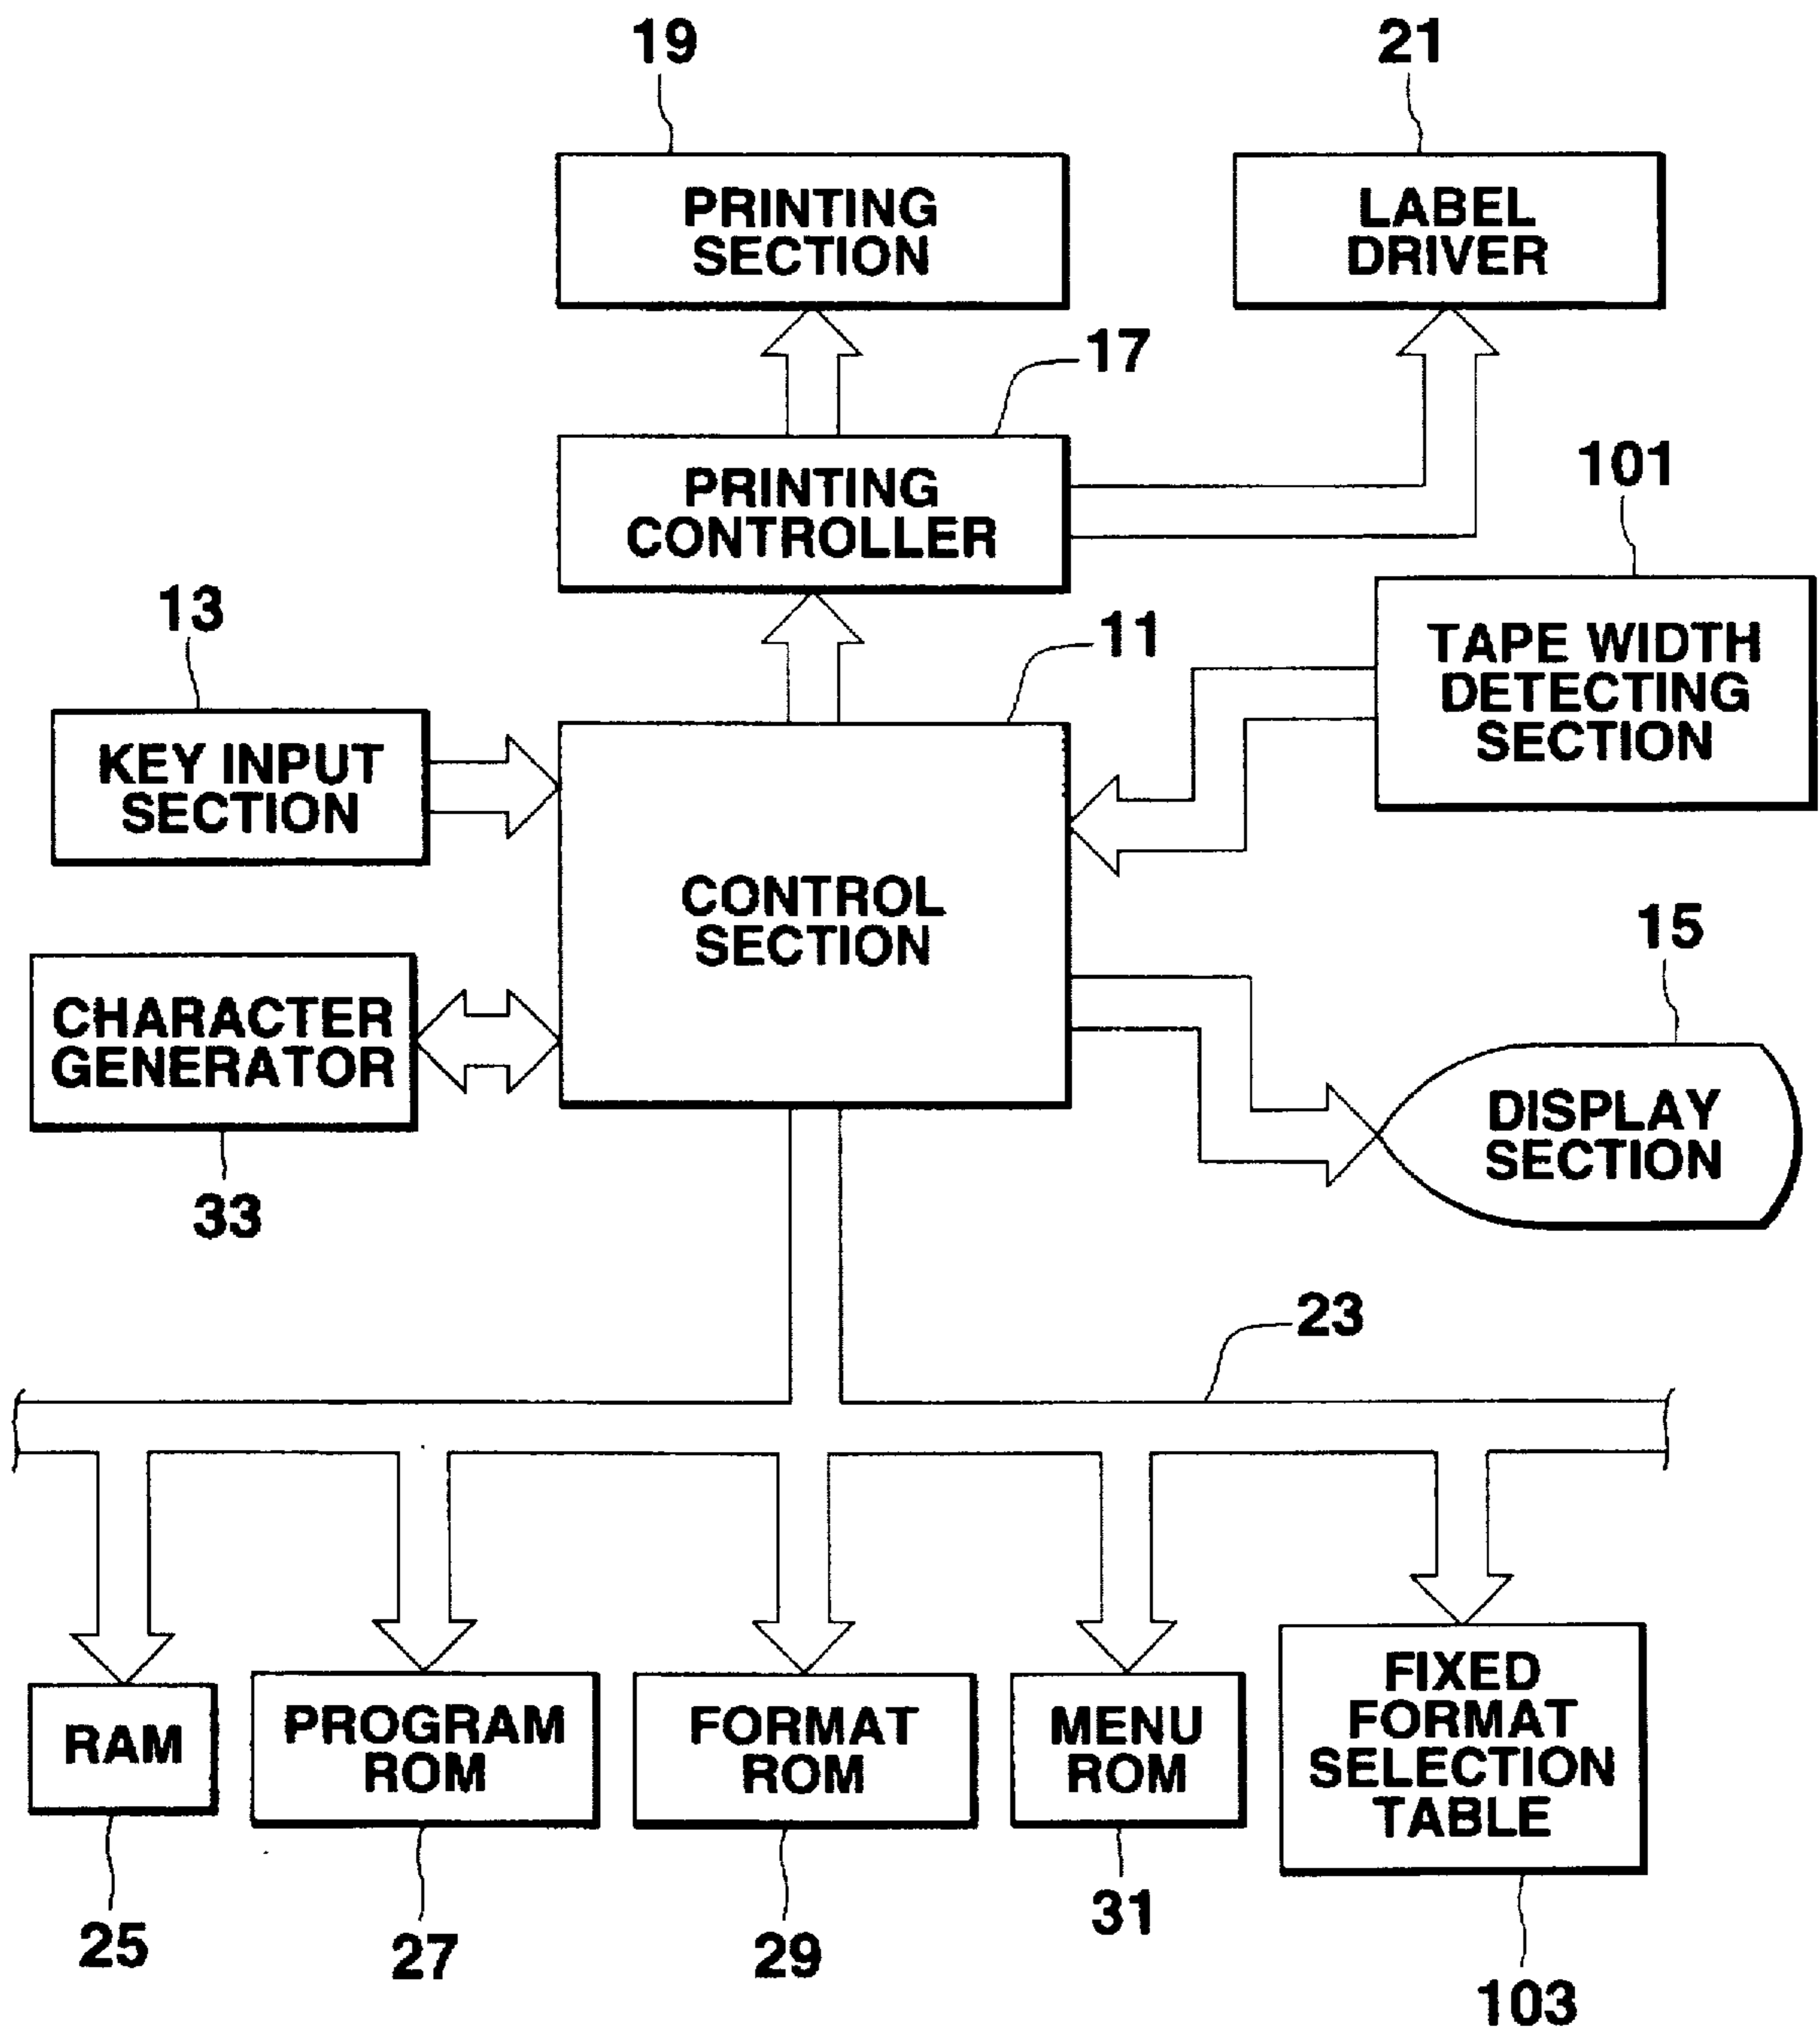 19
21
PRINTING
SECTION
LABEL
DRIVER
17
PRINTING
CONTROLLER
101
13
11
TAPE WIDTH
DETECTING
SECTION
KEY INPUT
SECTION
CONTROL
SECTION
15
CHARACTER
GENERATOR
DISPLAY
SECTION
33
23
RAM
PROGRAM
ROM
FORMAT
ROM
MENU
ROM
FIXED
FORMAT
SELECTION
TABLE
25
27
29
31
103